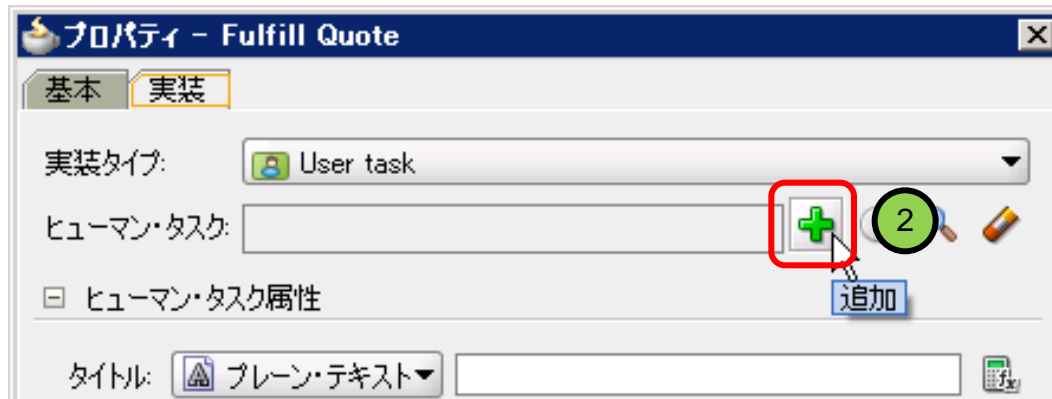 プロパティ - Fulfill Quote
基本 実装
実装タイプ: User task
ヒューマン・タスク: 2
追加
ヒューマン・タスク属性
タイトル: プレーン・テキスト